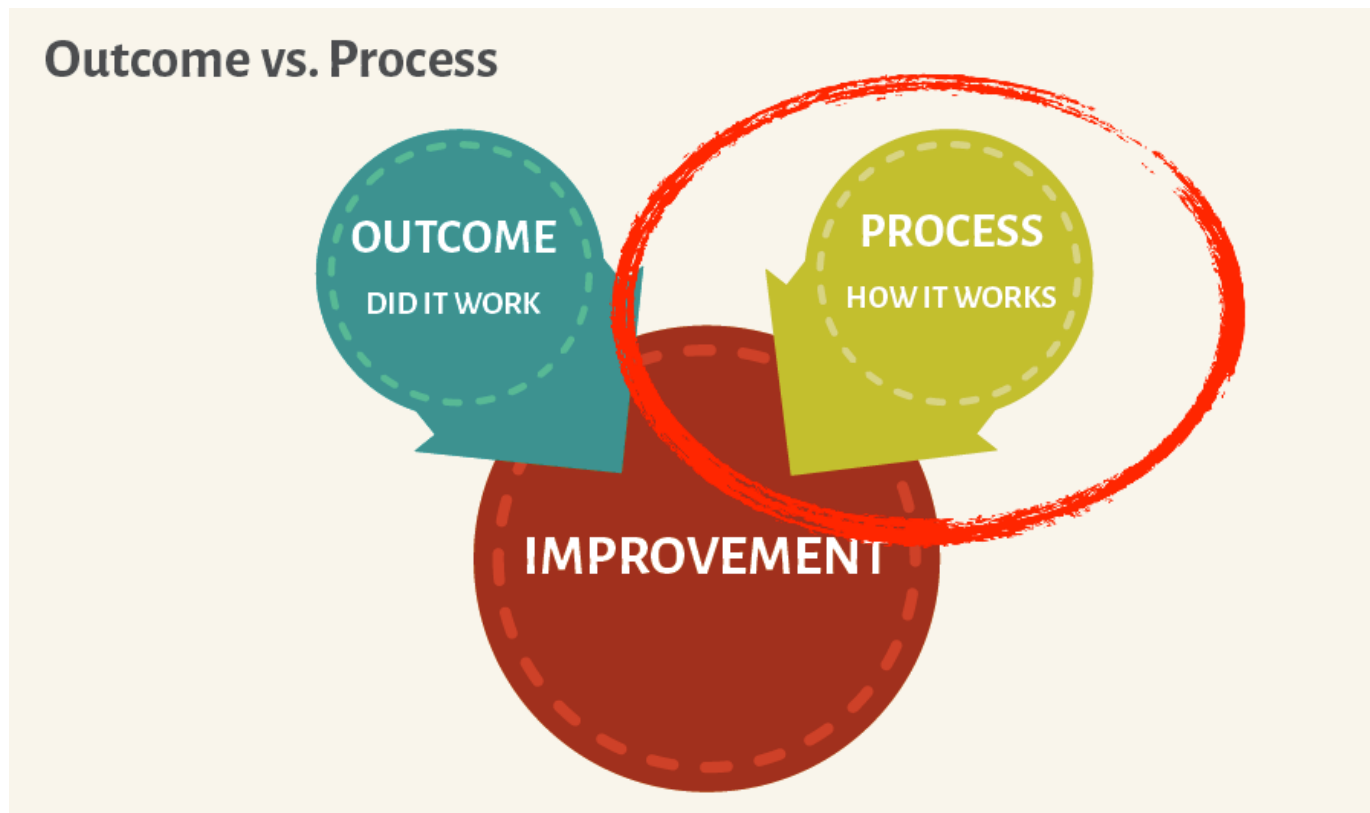 Outcome vs. Process
OUTCOME
DID IT WORK
PROCESS
HOW IT WORKS
IMPROVEMENT